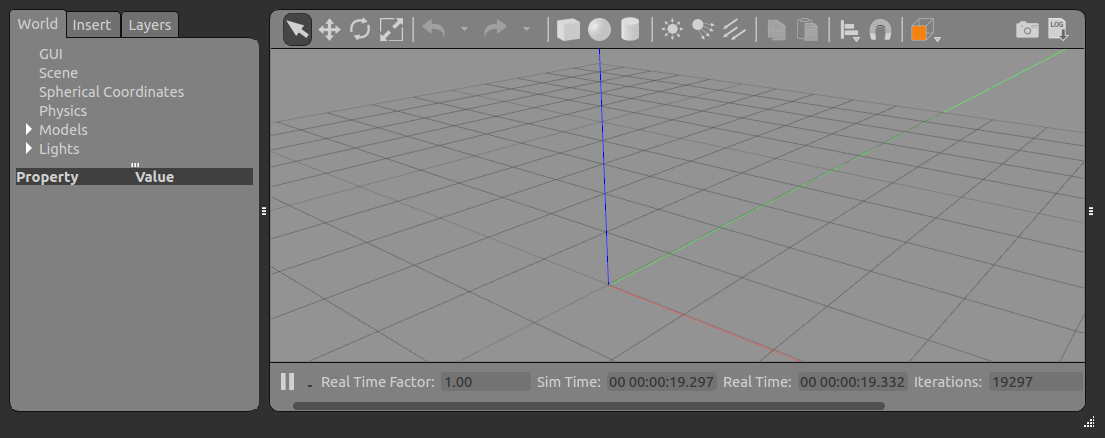 World Insert Layers
GUI
Scene
Spherical Coordinates
Physics
Models
Lights
Property Value
LOG
Real Time Factor: 1.00 Sim Time: 00 00:00:19.297 Real Time: 00 00:00:19.332 Iterations: 19297